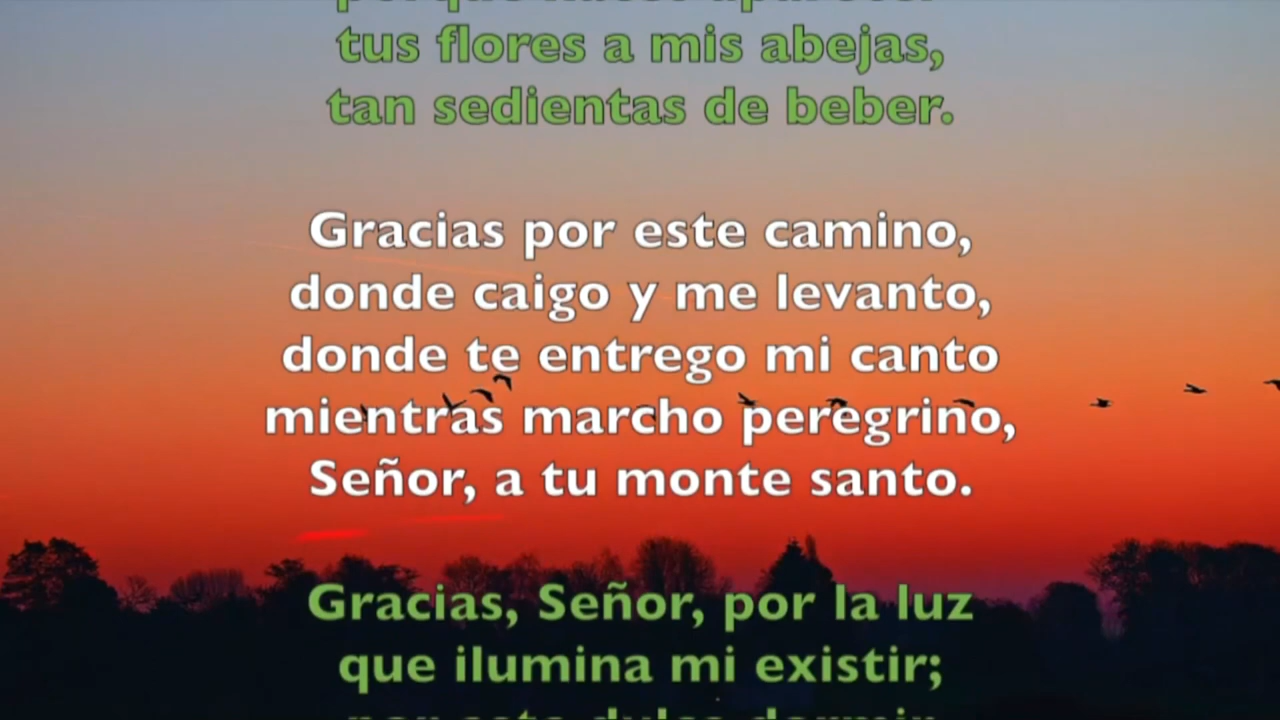 tus flores a mis abejas,
tan sedientas de beber.
Gracias por este camino,
donde caigo y me levanto,
donde te entrego mi canto
mientras marcho peregrino,
Señor, a tu monte santo.
Gracias, Señor, por la luz
que ilumina mi existir;